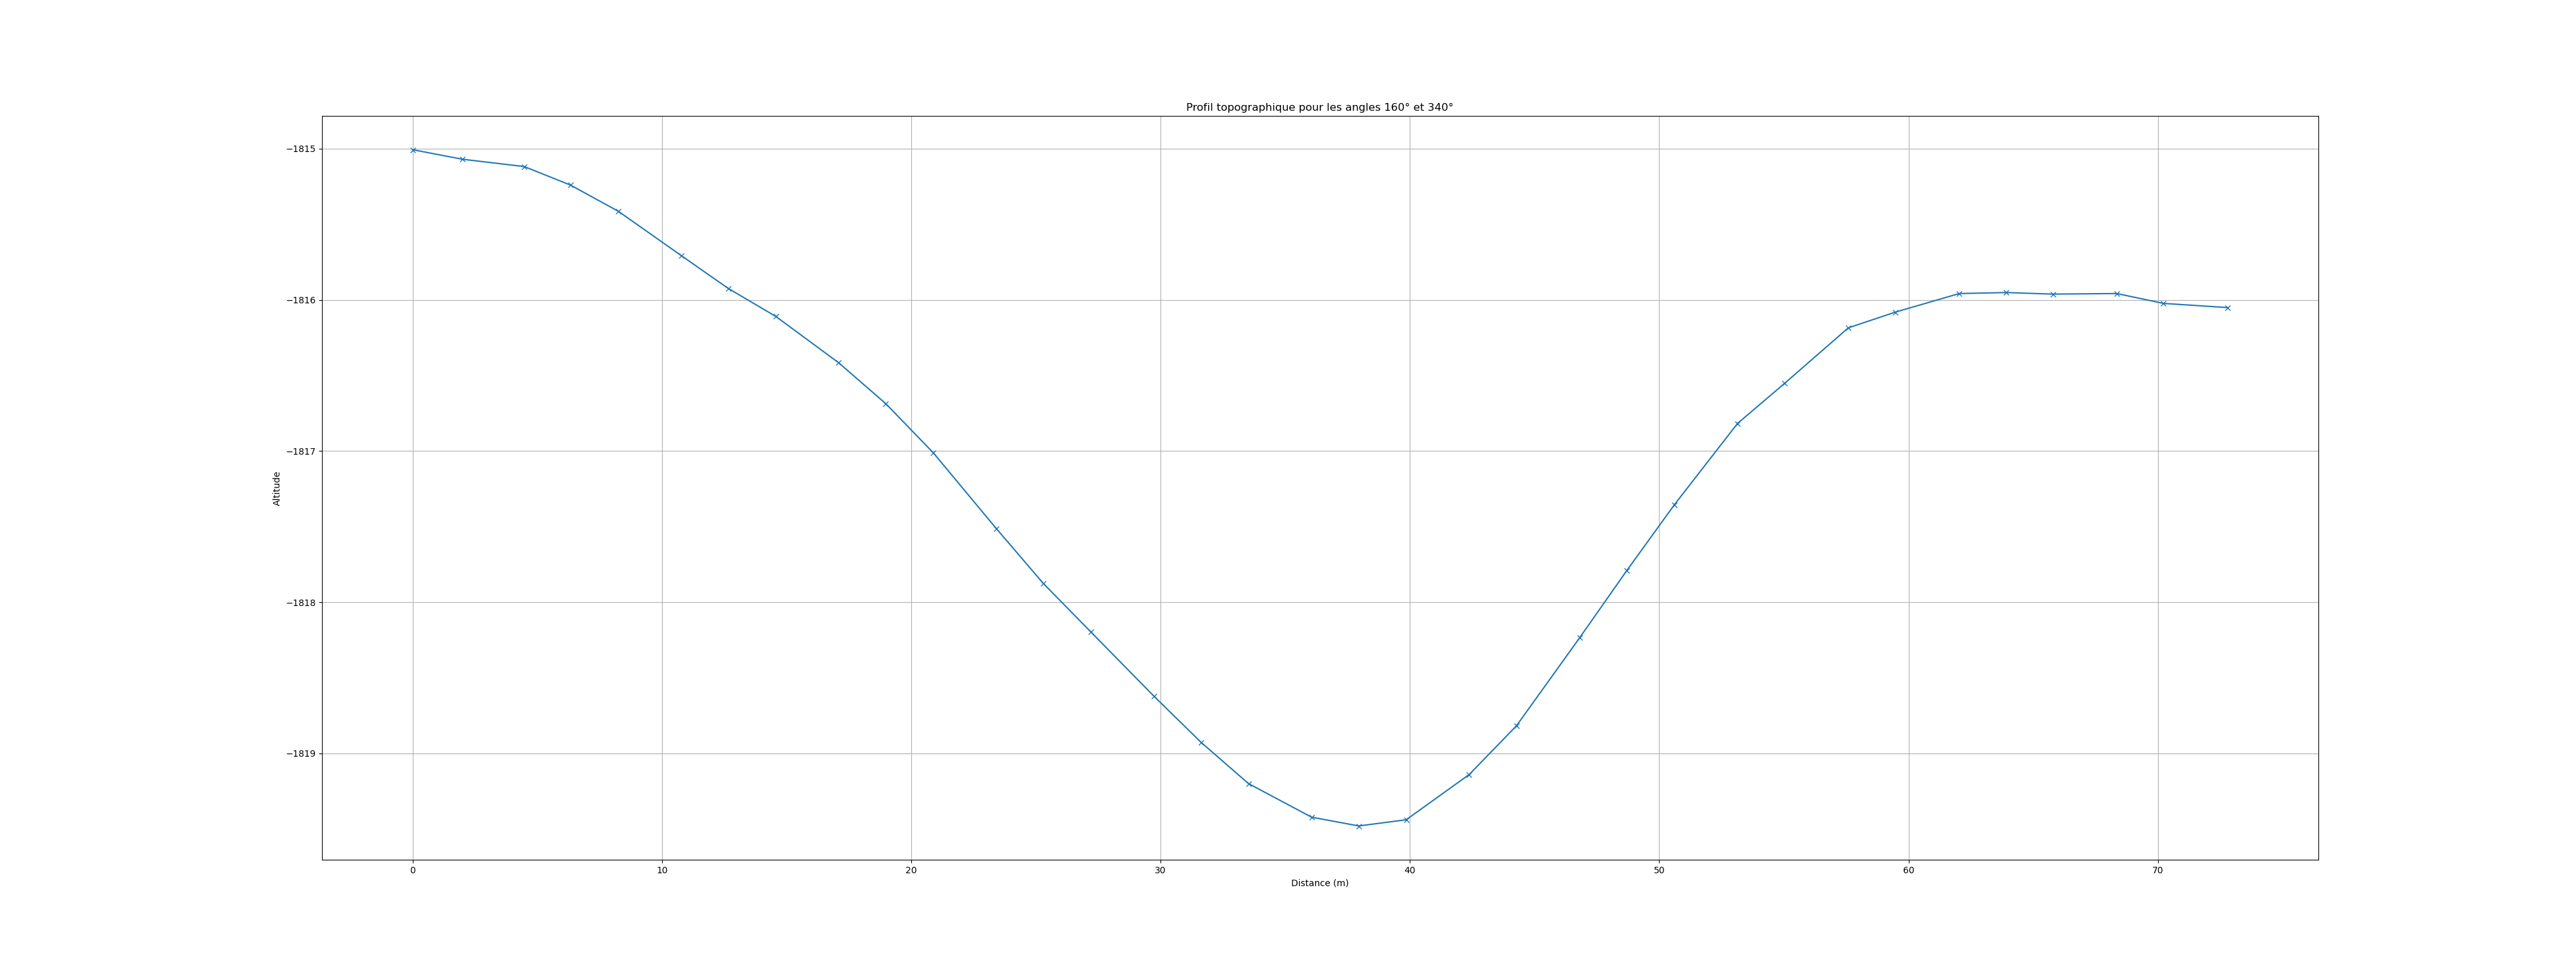 Profil topographique pour les angles 160° et 340°
Altitude
−1815
−1816
−1817
−1818
−1819
0 10 20 30 40 50 60 70
Distance (m)